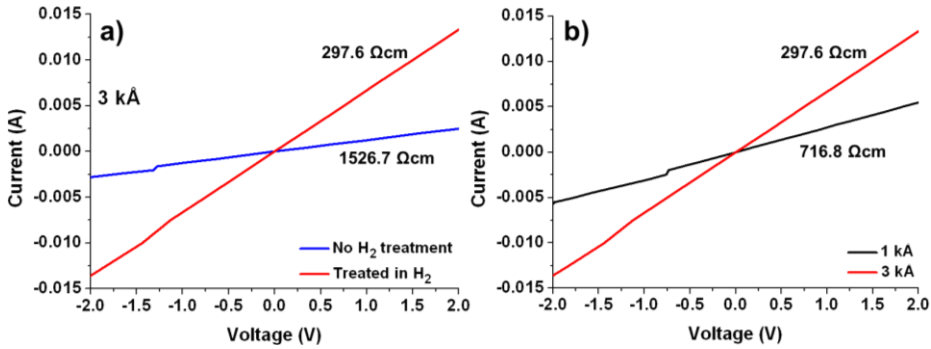 a)
3 kÅ
297.6 Ωcm
1526.7 Ωcm
No H₂ treatment
Treated in H₂
0.015
0.010
0.005
0.000
-0.005
-0.010
-0.015
-2.0 -1.5 -1.0 -0.5 0.0 0.5 1.0 1.5 2.0
Current (A)
Voltage (V)
b)
297.6 Ωcm
716.8 Ωcm
1 kA
3 kA
0.015
0.010
0.005
0.000
-0.005
-0.010
-0.015
-2.0 -1.5 -1.0 -0.5 0.0 0.5 1.0 1.5 2.0
Current (A)
Voltage (V)